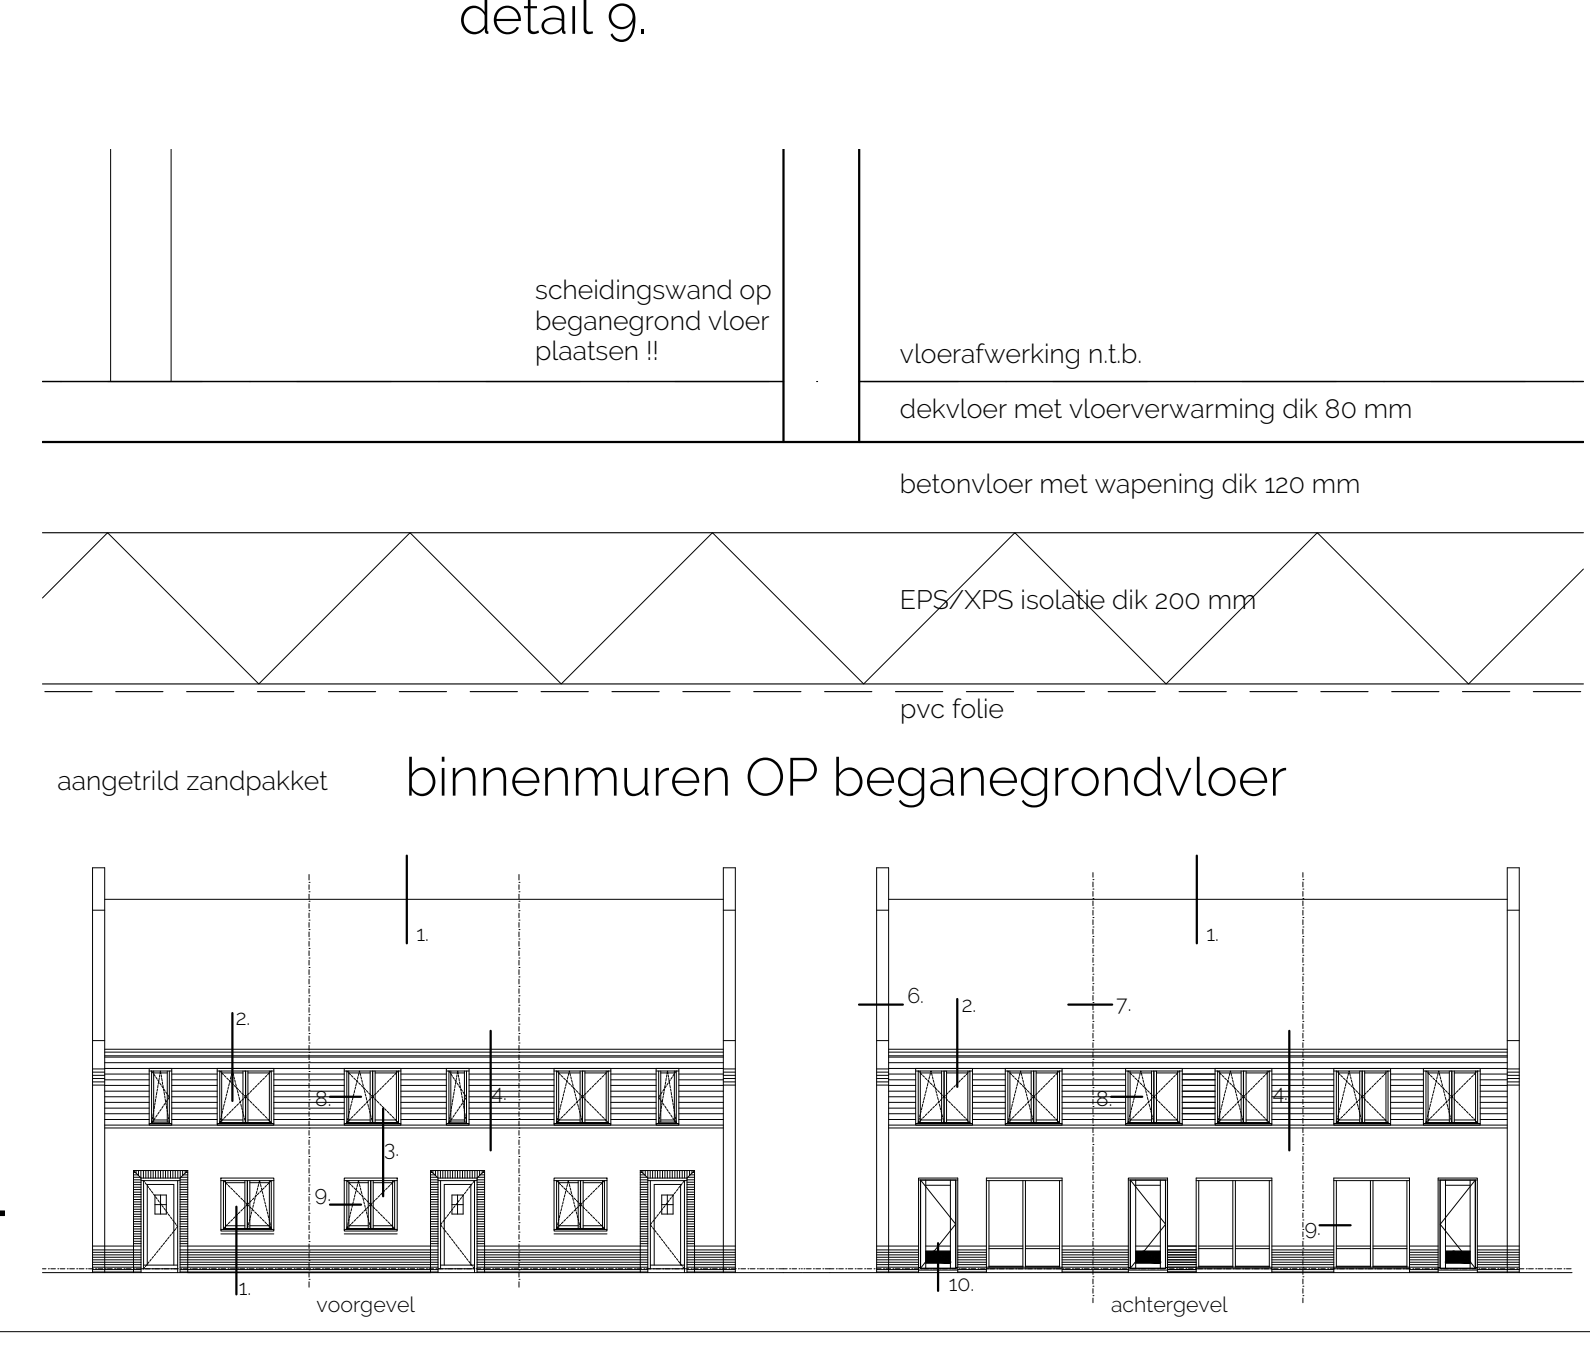 detail 9.
scheidingswand op
beganegrond vloer
plaatsen !!
vloerafwerking n.t.b.
dekvloer met vloerverwarming dik 80 mm
betonvloer met wapening dik 120 mm
EPS/XPS isolatie dik 200 mm
pvc folie
aangetrild zandpakket
binnenmuren OP beganegrondvloer
1.
2.
8.
4.
3.
9.
1.
voorgevel
1.
6.
2.
7.
8.
4.
9.
10.
achtergevel